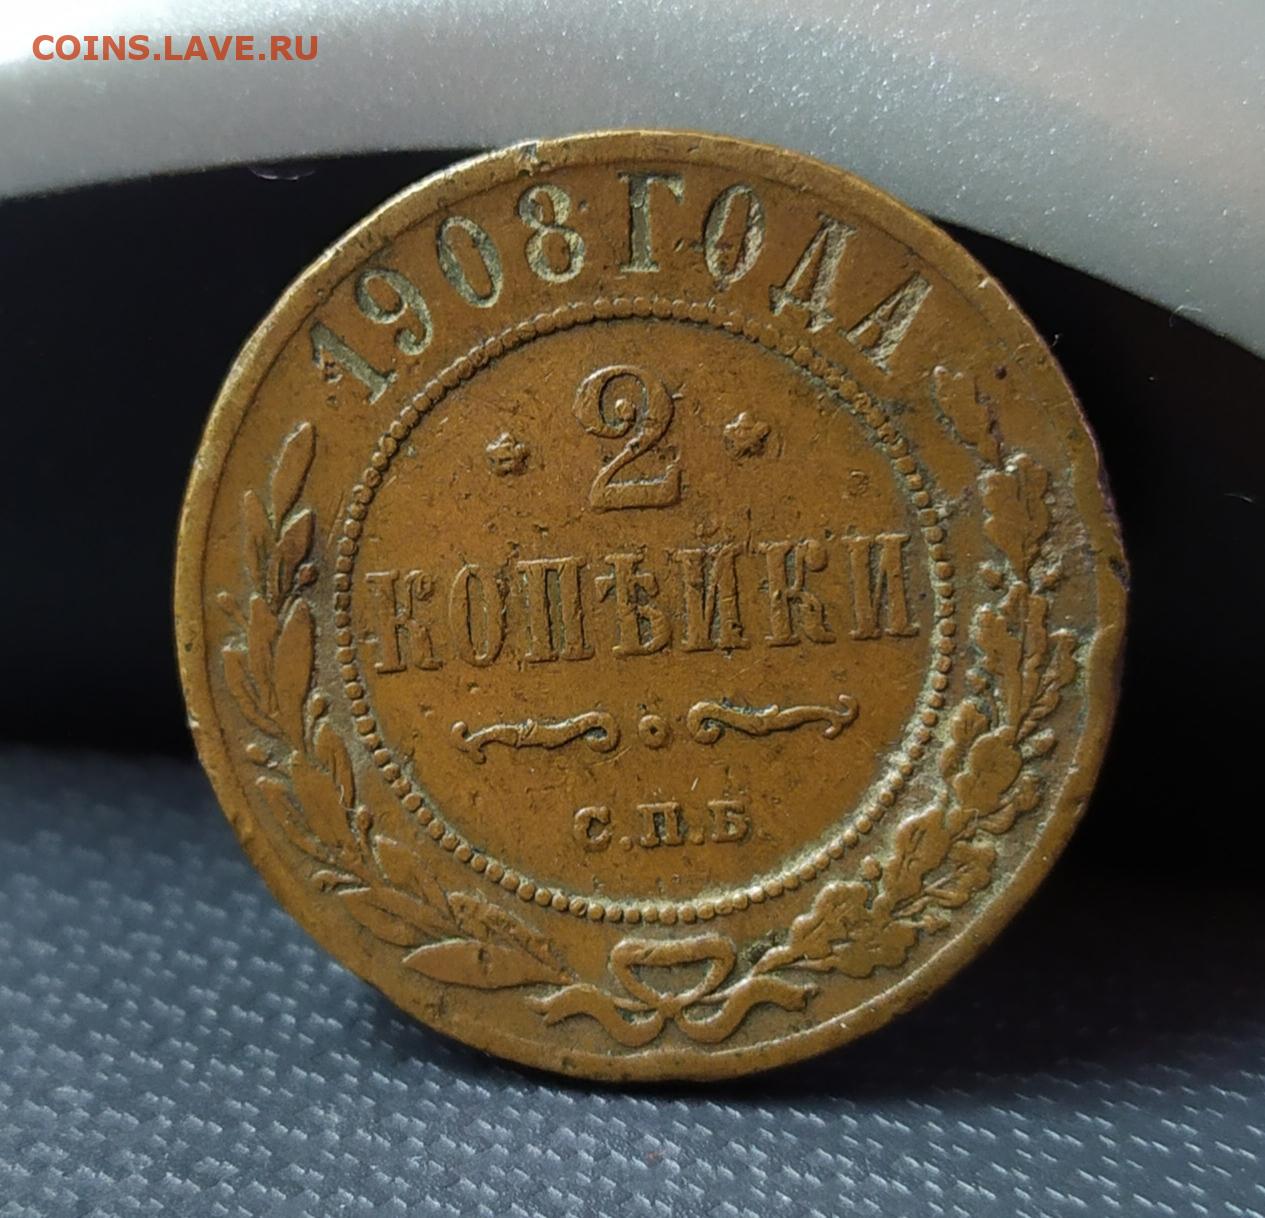 COINS.LAVE.RU
1908 ГОДА
2
КОПѢЙКИ
С.П.Б